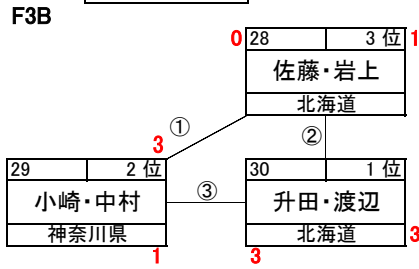 F3B
0 28 3 位 1
佐藤・岩上
北海道
① ②
3
29 2 位
30 1 位
小崎・中村
③
升田・渡辺
神奈川県
北海道 3
1 3